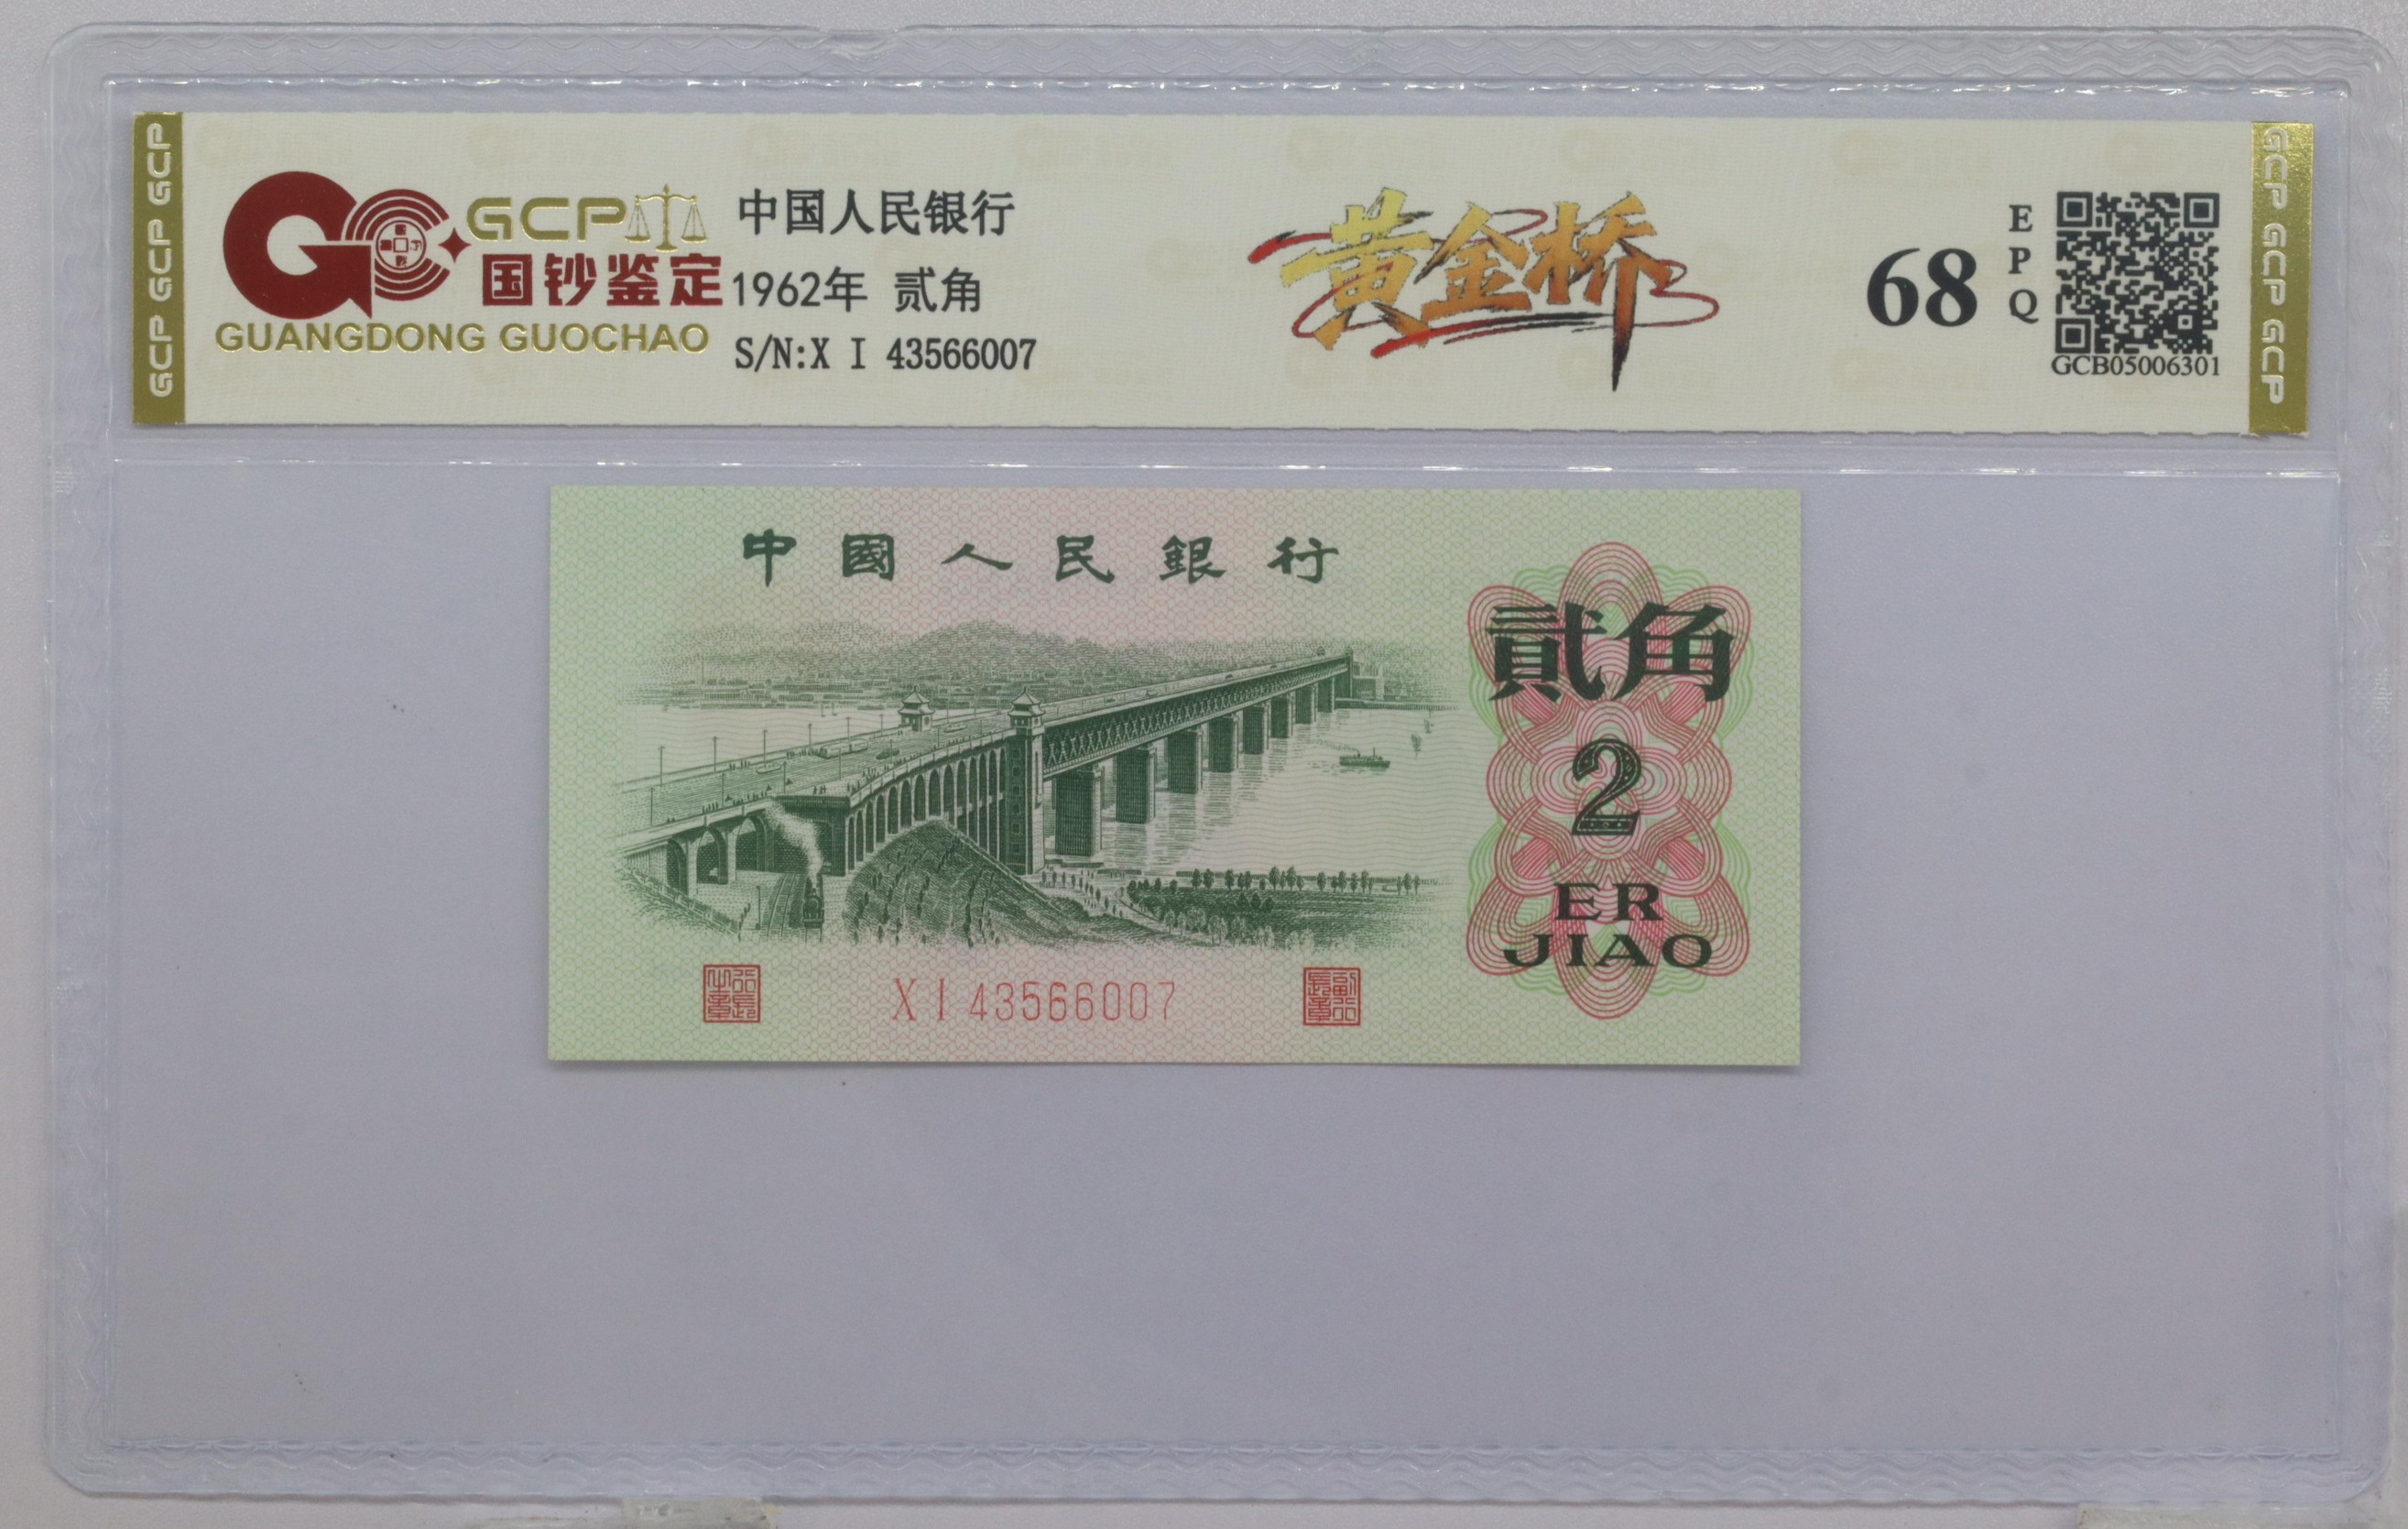 GCP GCP GCP
GCP
国钞鉴定
GUANGDONG GUOCHAO
中国人民银行
1962年 贰角
S/N:X I 43566007
黄金桥
68
EPQ
GCB05006301
GCP GCP GCP
中國人民銀行
貳角
2
ER
JIAO
X I 43566007